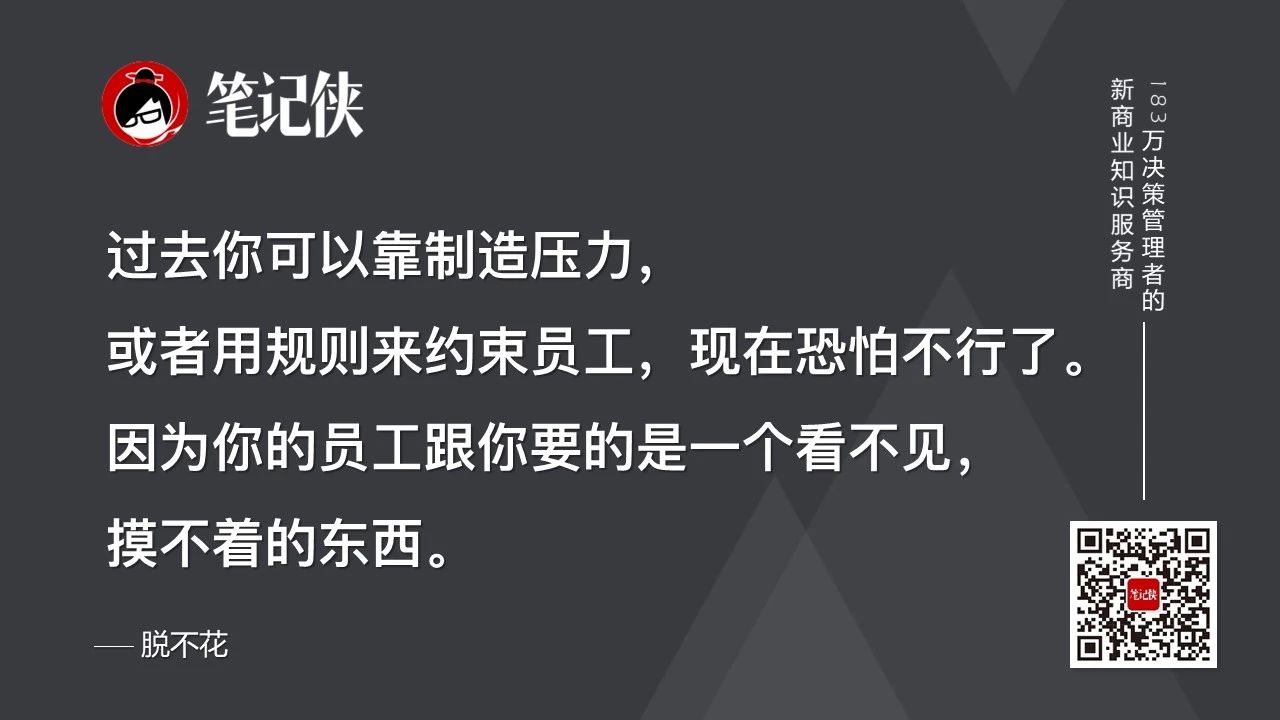 笔记侠
183万决策管理者的
新商业知识服务商
过去你可以靠制造压力，
或者用规则来约束员工，现在恐怕不行了。
因为你的员工跟你要的是一个看不见，
摸不着的东西。
—— 脱不花
笔记侠